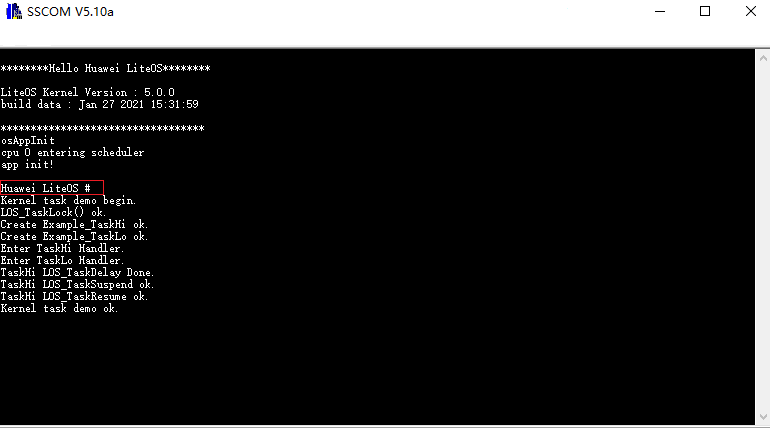 SSCOM V5.10a
********Hello Huawei LiteOS********
LiteOS Kernel Version : 5.0.0
build data : Jan 27 2021 15:31:59
**********************************
osAppInit
cpu 0 entering scheduler
app init!
Huawei LiteOS #
Kernel task demo begin.
LOS_TaskLock() ok.
Create Example_TaskHi ok.
Create Example_TaskLo ok.
Enter TaskHi Handler.
Enter TaskLo Handler.
TaskHi LOS_TaskDelay Done.
TaskHi LOS_TaskSuspend ok.
TaskHi LOS_TaskResume ok.
Kernel task demo ok.